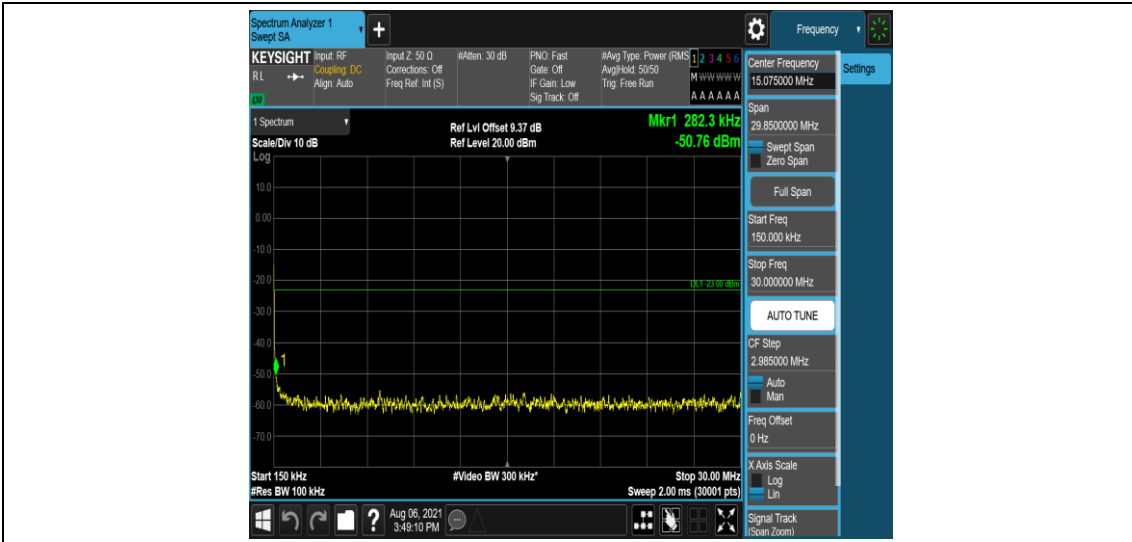 Spectrum Analyzer 1
Swept SA
Frequency
KEYSIGHT
RL
LXI
Input: RF
Coupling: DC
Align: Auto
Input Z: 50 Ω
Corrections: Off
Freq Ref: Int (S)
#Atten: 30 dB
PNO: Fast
Gate: Off
IF Gain: Low
Sig Track: Off
#Avg Type: Power (RMS
Avg|Hold: 50/50
Trig: Free Run
1 2 3 4 5 6
M W W W W W
A A A A A A
1 Spectrum
Scale/Div 10 dB
Log
Ref Lvl Offset 9.37 dB
Ref Level 20.00 dBm
Mkr1 282.3 kHz
-50.76 dBm
10.0
0.00
-10.0
-20.0
DL1 -23.00 dBm
-30.0
-40.0
1
-50.0
-60.0
-70.0
Start 150 kHz
#Res BW 100 kHz
#Video BW 300 kHz*
Stop 30.00 MHz
Sweep 2.00 ms (30001 pts)
?
Aug 06, 2021
3:49:10 PM
Center Frequency
15.075000 MHz
Settings
Span
29.8500000 MHz
Swept Span
Zero Span
Full Span
Start Freq
150.000 kHz
Stop Freq
30.000000 MHz
AUTO TUNE
CF Step
2.985000 MHz
Auto
Man
Freq Offset
0 Hz
X Axis Scale
Log
Lin
Signal Track
(Span Zoom)